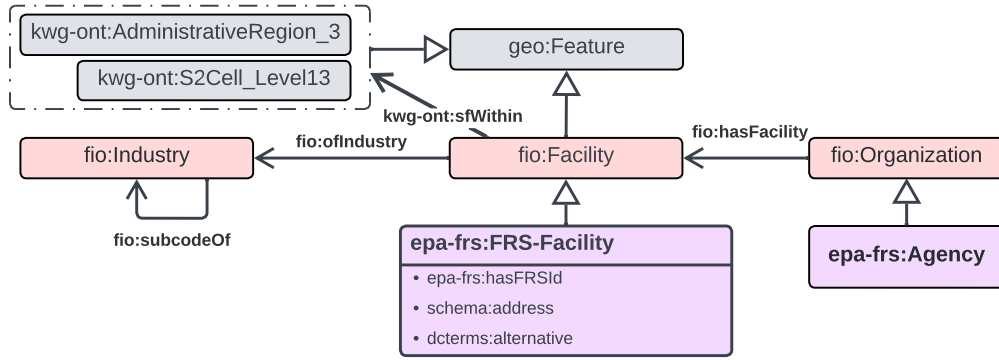 kwg-ont:AdministrativeRegion_3
kwg-ont:S2Cell_Level13
geo:Feature
kwg-ont:sfWithin
fio:Industry
fio:ofIndustry
fio:Facility
fio:hasFacility
fio:Organization
fio:subcodeOf
epa-frs:FRS-Facility
• epa-frs:hasFRSId
• schema:address
• dcterms:alternative
epa-frs:Agency